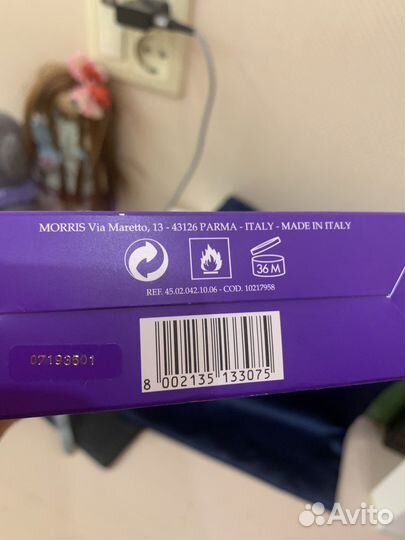 MORRIS Via Maretto, 13 - 43126 PARMA - ITALY - MADE IN ITALY
36 M
REF. 45.02.042.10.06 - COD. 10217958
07198501
8 002135 133075
Avito